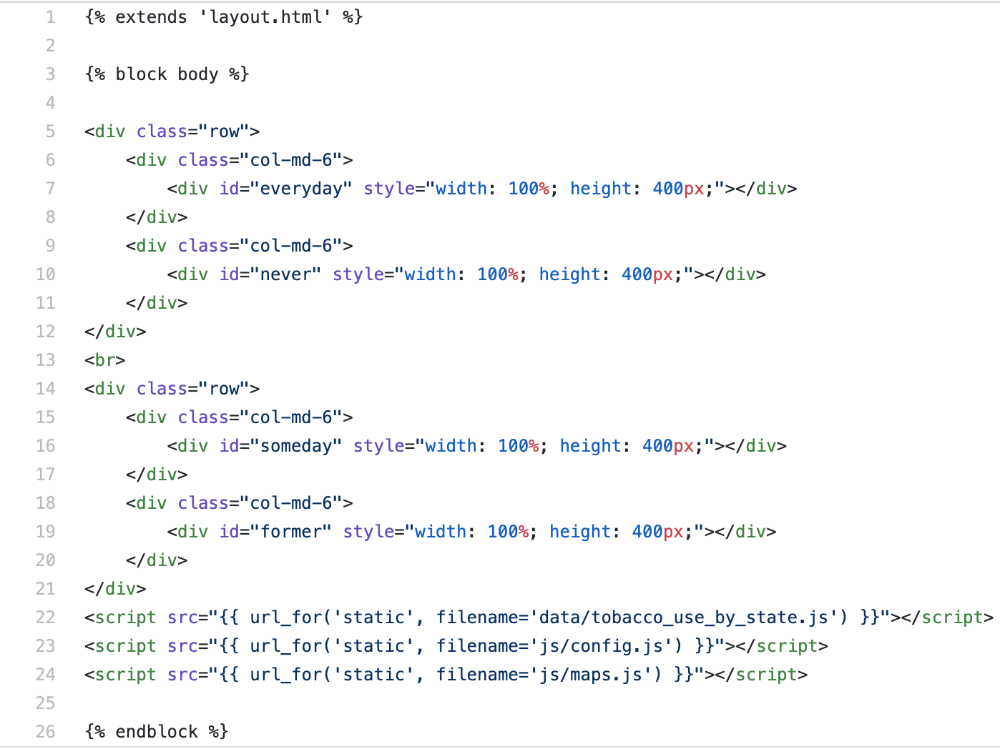 1 {% extends 'layout.html' %}
2
3 {% block body %}
4
5 <div class="row">
6     <div class="col-md-6">
7         <div id="everyday" style="width: 100%; height: 400px;"></div>
8     </div>
9     <div class="col-md-6">
10         <div id="never" style="width: 100%; height: 400px;"></div>
11     </div>
12 </div>
13 <br>
14 <div class="row">
15     <div class="col-md-6">
16         <div id="someday" style="width: 100%; height: 400px;"></div>
17     </div>
18     <div class="col-md-6">
19         <div id="former" style="width: 100%; height: 400px;"></div>
20     </div>
21 </div>
22 <script src="{{ url_for('static', filename='data/tobacco_use_by_state.js') }}"></script>
23 <script src="{{ url_for('static', filename='js/config.js') }}"></script>
24 <script src="{{ url_for('static', filename='js/maps.js') }}"></script>
25
26 {% endblock %}